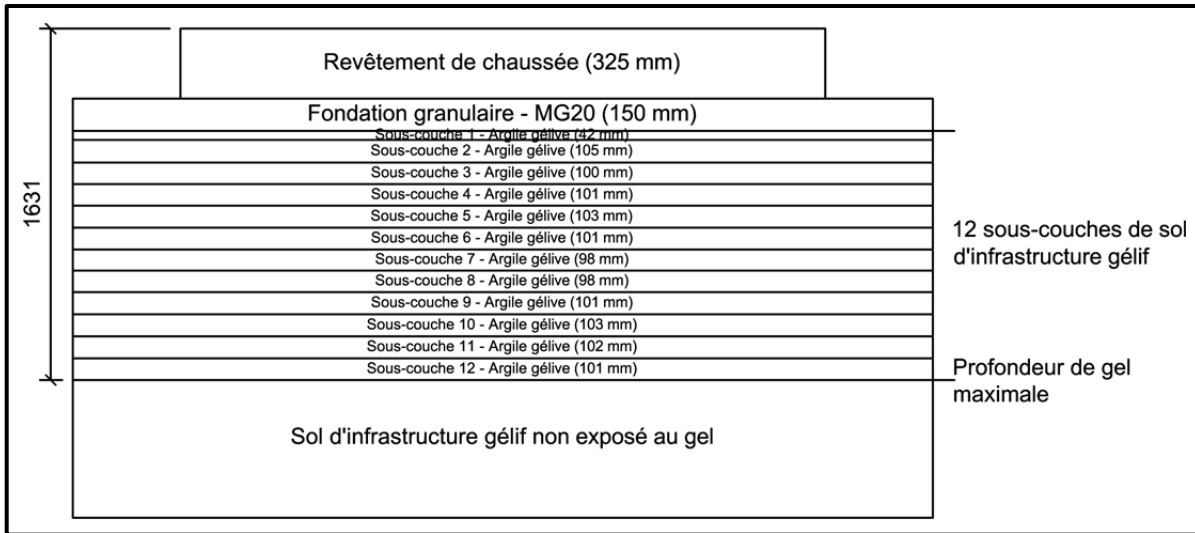 Revêtement de chaussée (325 mm)
Fondation granulaire - MG20 (150 mm)
Sous-couche 1 - Argile gélive (42 mm)
Sous-couche 2 - Argile gélive (105 mm)
Sous-couche 3 - Argile gélive (100 mm)
Sous-couche 4 - Argile gélive (101 mm)
Sous-couche 5 - Argile gélive (103 mm)
Sous-couche 6 - Argile gélive (101 mm)
Sous-couche 7 - Argile gélive (98 mm)
Sous-couche 8 - Argile gélive (98 mm)
Sous-couche 9 - Argile gélive (101 mm)
Sous-couche 10 - Argile gélive (103 mm)
Sous-couche 11 - Argile gélive (102 mm)
Sous-couche 12 - Argile gélive (101 mm)
Sol d'infrastructure gélif non exposé au gel
1631
12 sous-couches de sol
d'infrastructure gélif
Profondeur de gel
maximale